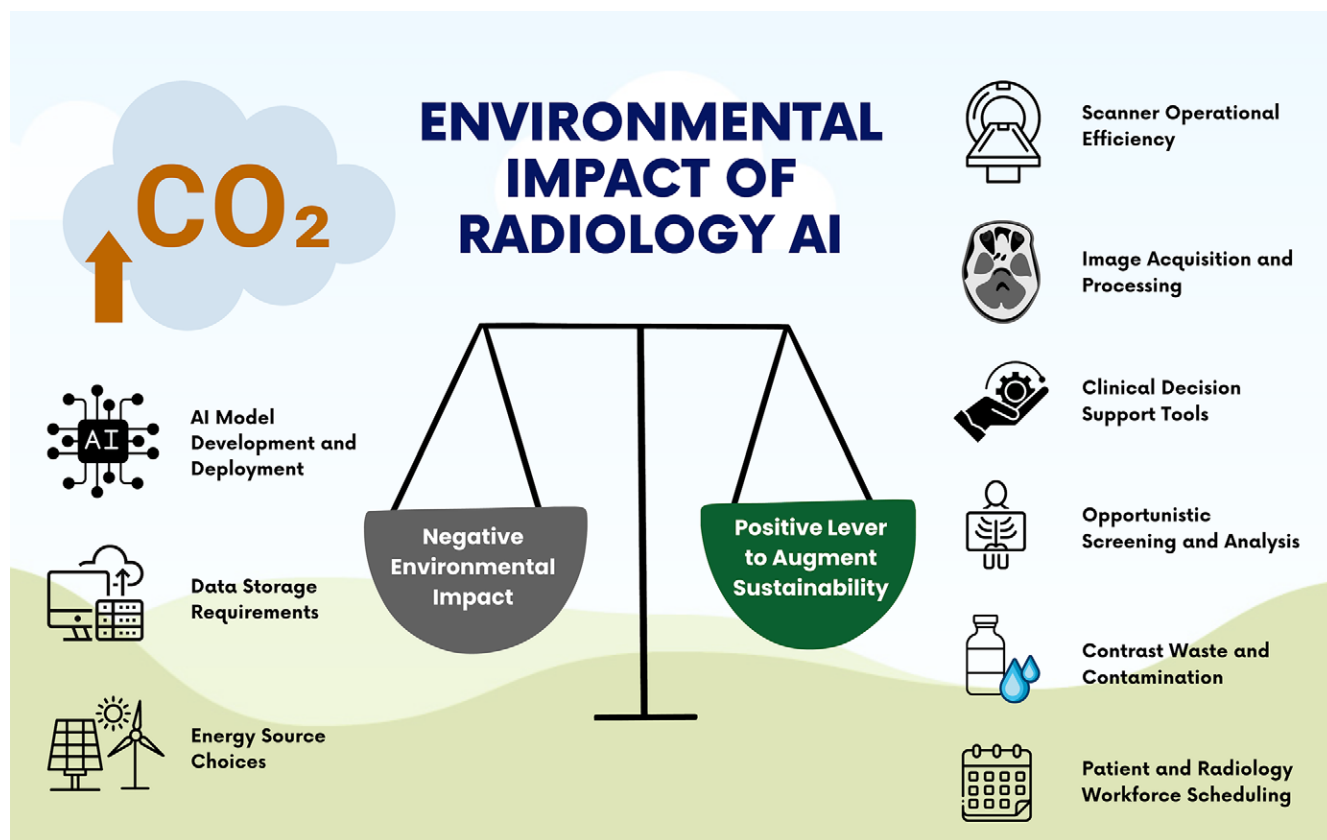 ENVIRONMENTAL
IMPACT OF
RADIOLOGY AI
CO₂
AI
AI Model
Development and
Deployment
Data Storage
Requirements
Energy Source
Choices
Negative
Environmental
Impact
Positive Lever
to Augment
Sustainability
Scanner Operational
Efficiency
Image Acquisition and
Processing
Clinical Decision
Support Tools
Opportunistic
Screening and Analysis
Contrast Waste and
Contamination
Patient and Radiology
Workforce Scheduling